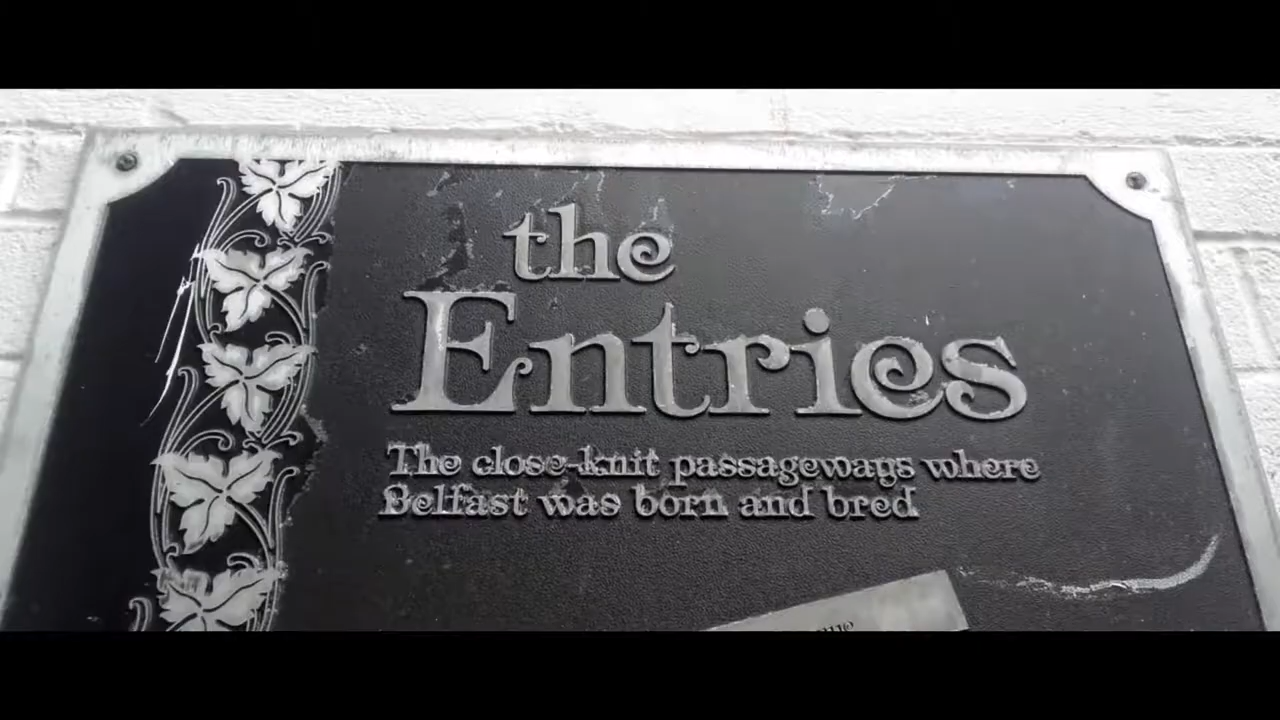 the
Entries
The close-knit passageways where
Belfast was born and bred